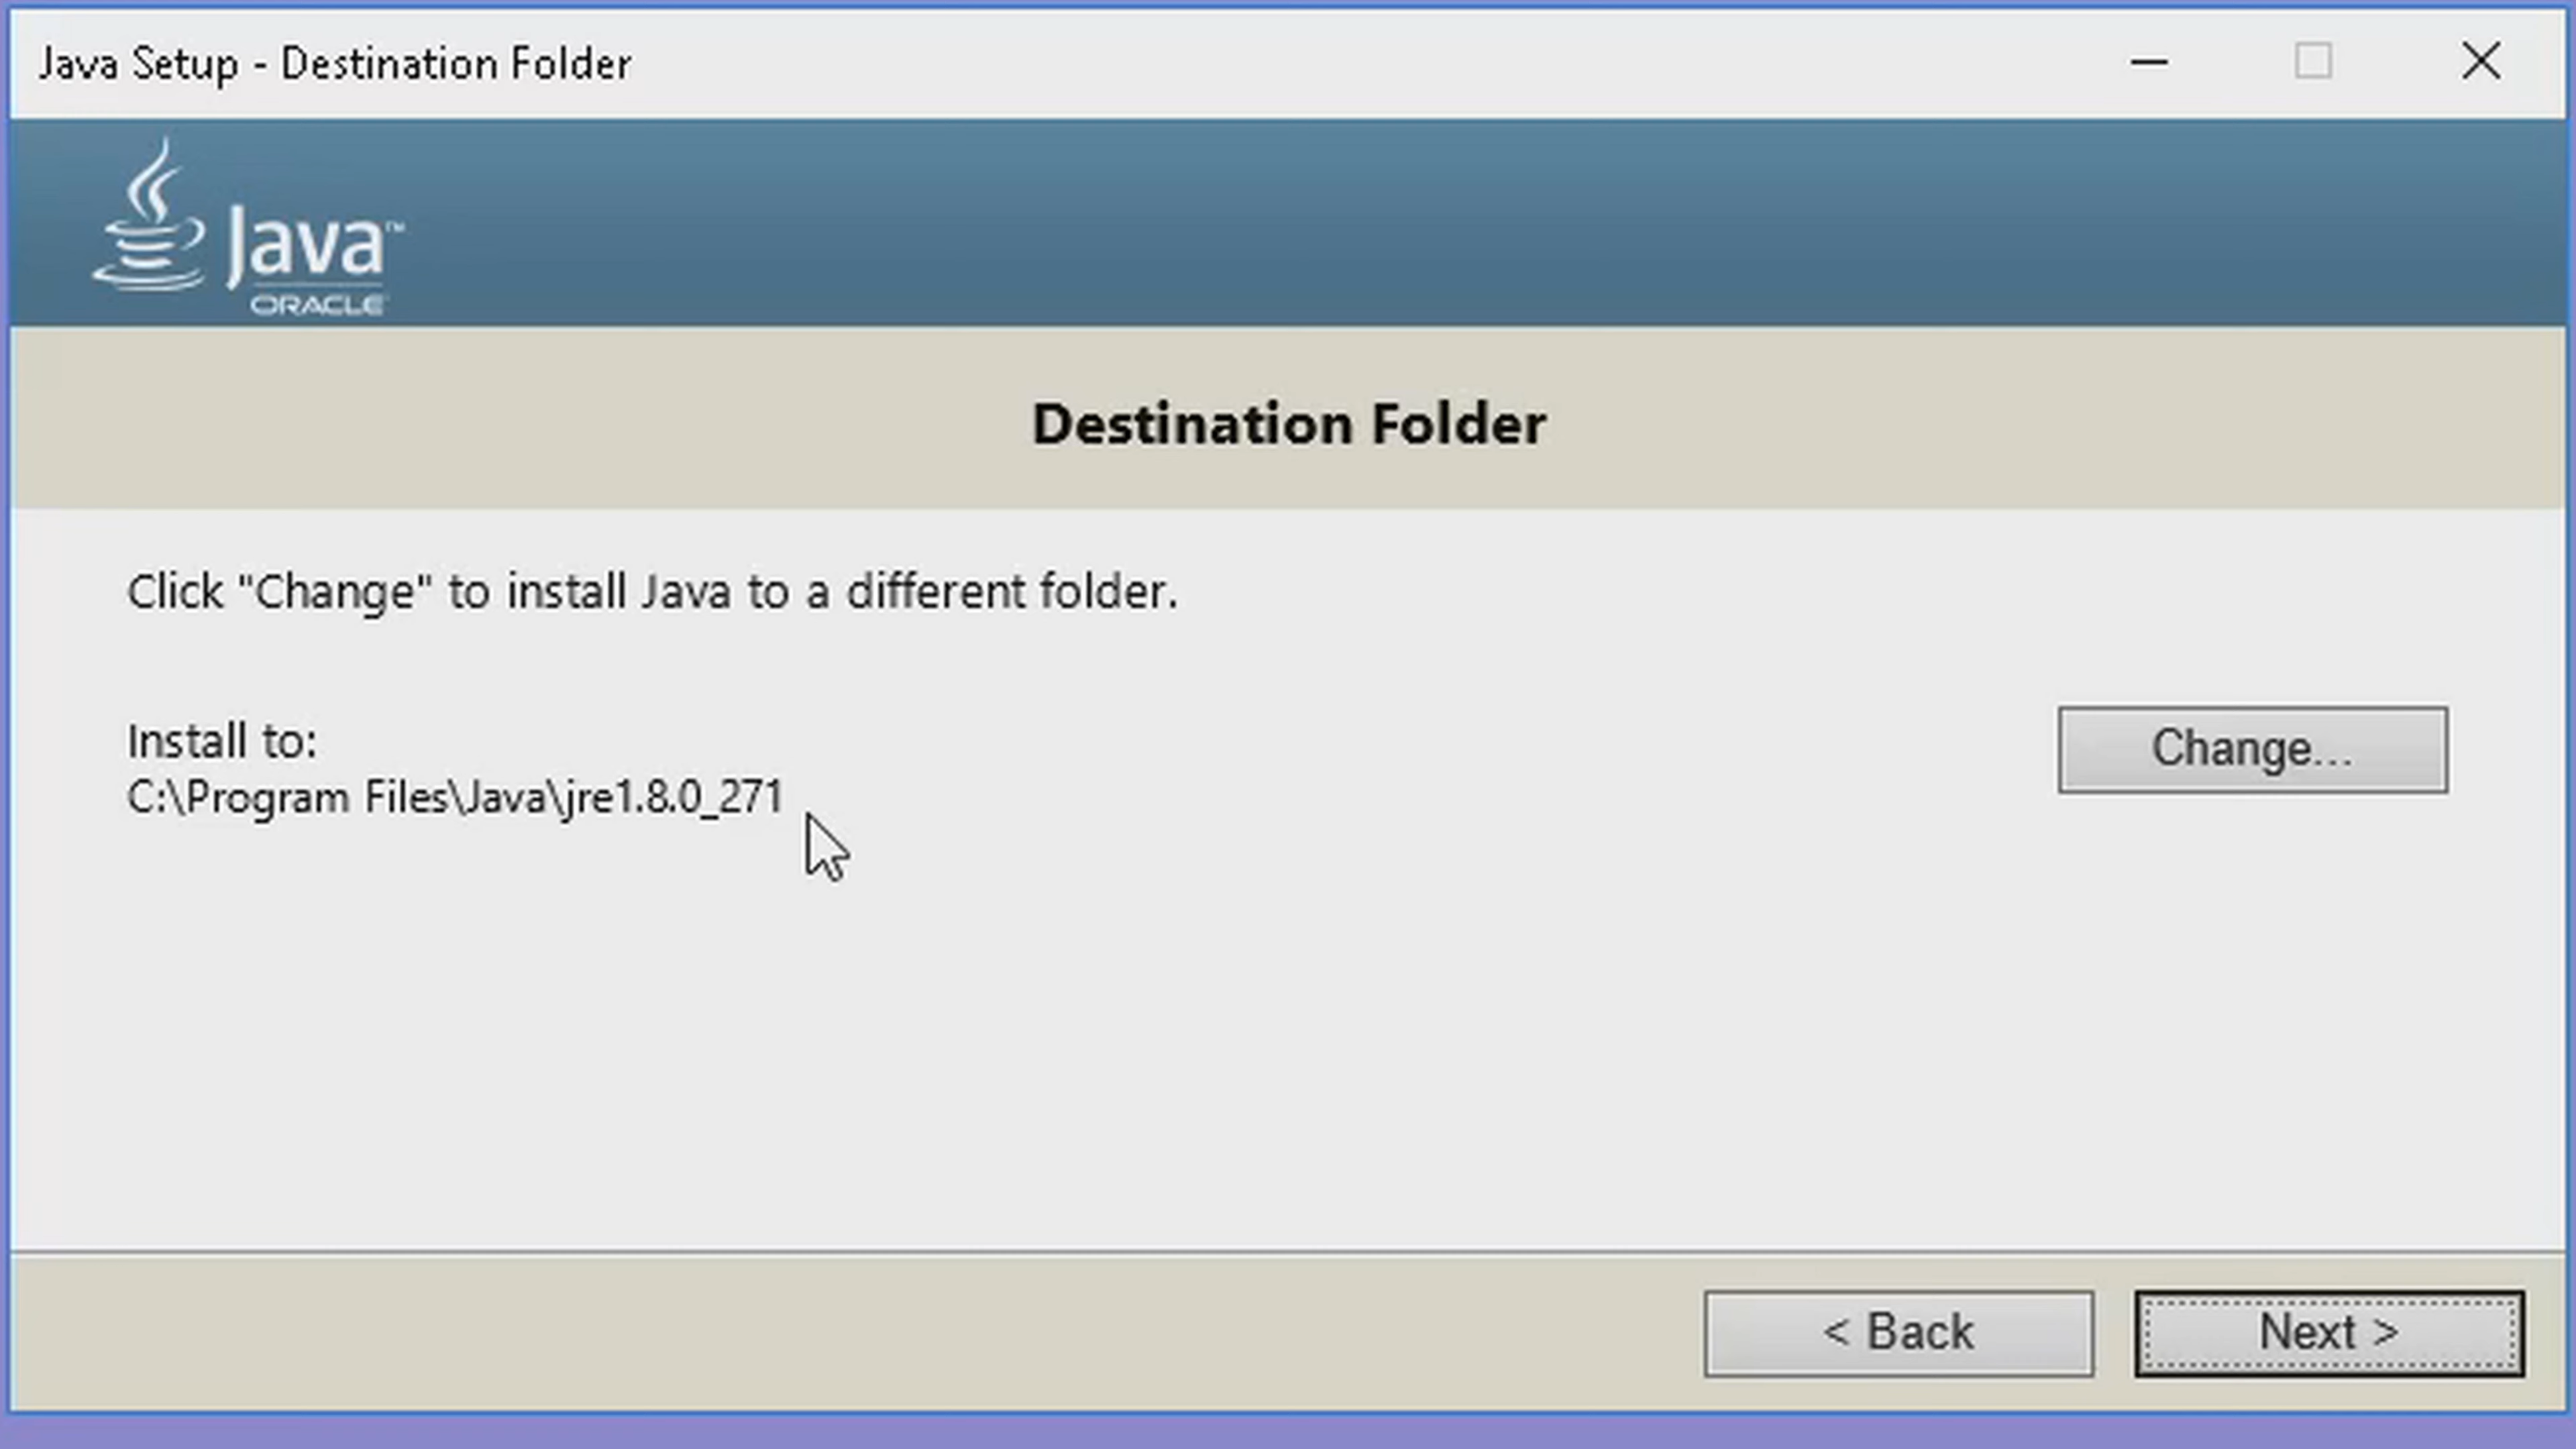 Java Setup - Destination Folder
Java™
ORACLE
Destination Folder
Click "Change" to install Java to a different folder.
Install to:
C:\Program Files\Java\jre1.8.0_271
Change...
< Back
Next >